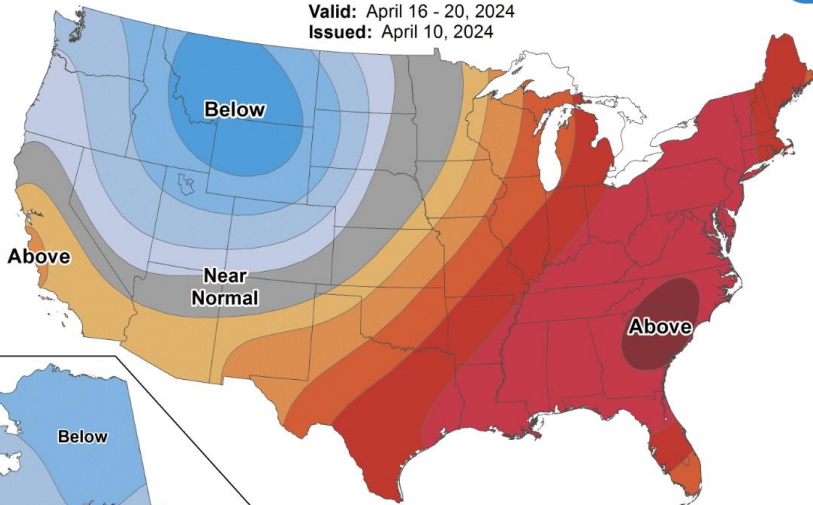 Valid: April 16 - 20, 2024
Issued: April 10, 2024
Below
Above
Near
Normal
Above
Below